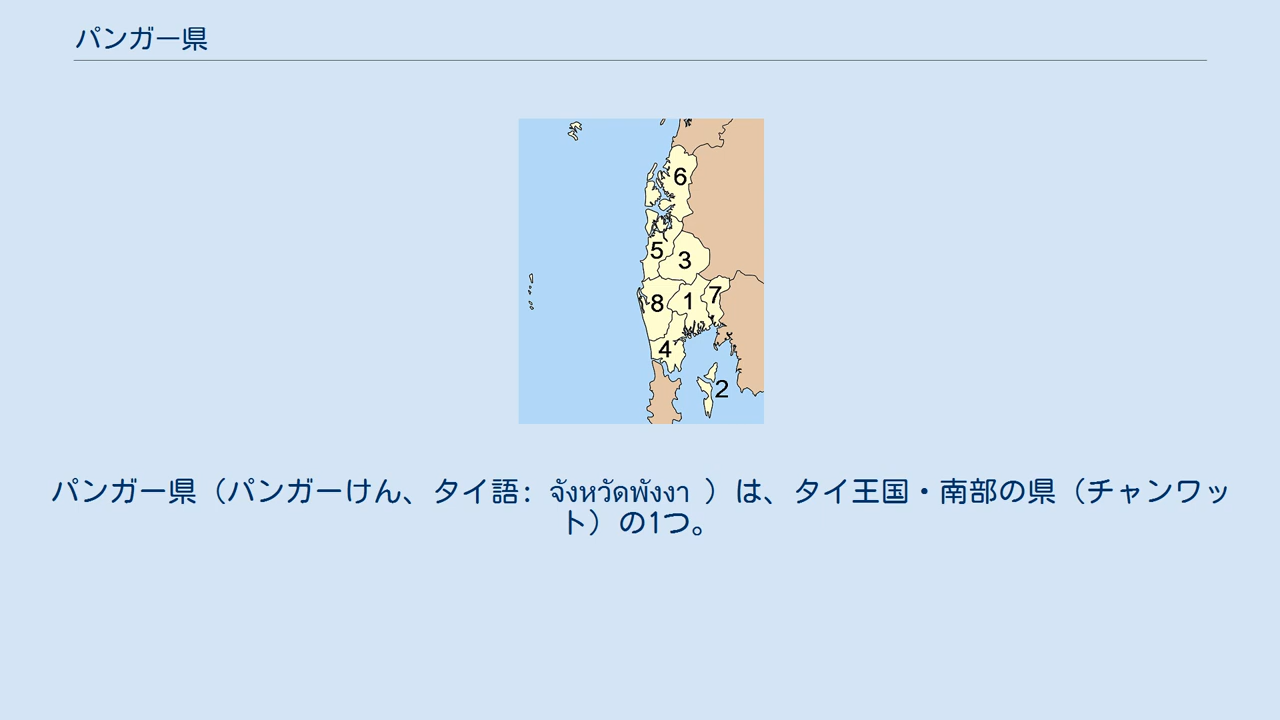 パンガー県
6
5
3
8
1
7
4
2
パンガー県（パンガーけん、タイ語: จังหวัดพังงา ）は、タイ王国・南部の県（チャンワッ
ト）の1つ。